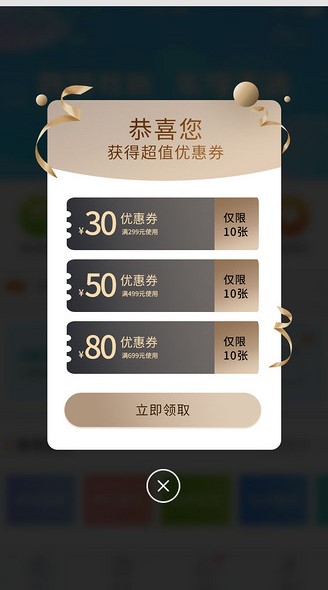 恭喜您
获得超值优惠券
¥30 优惠券
满299元使用
仅限
10张
¥50 优惠券
满499元使用
仅限
10张
¥80 优惠券
满699元使用
仅限
10张
立即领取